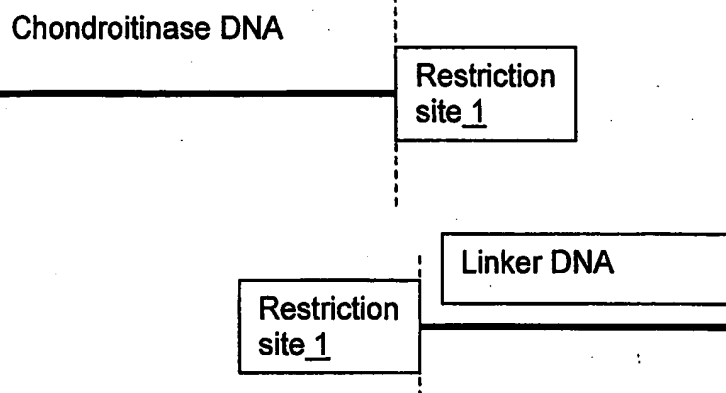 Chondroitinase DNA
Restriction
site 1
Linker DNA
Restriction
site 1